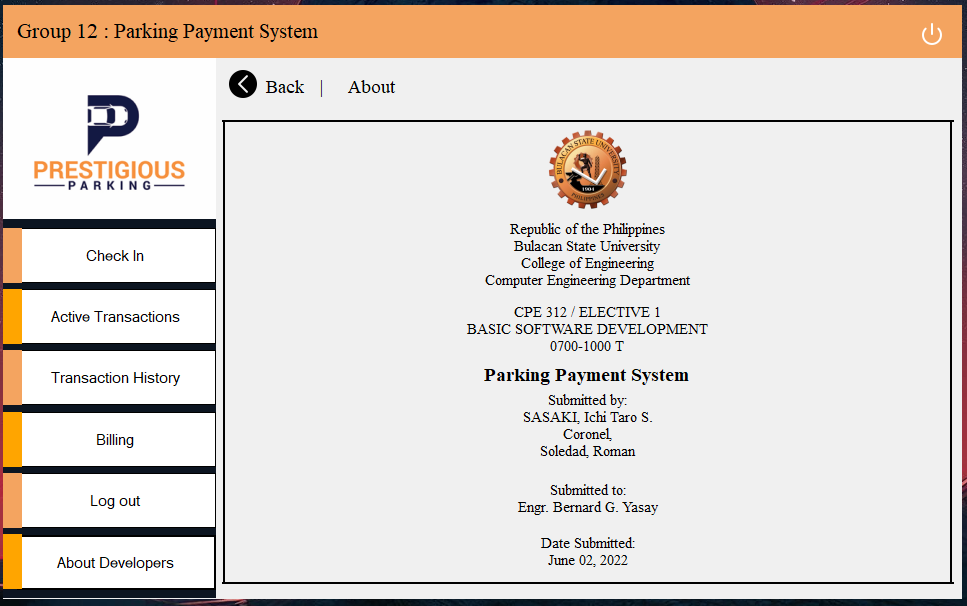 Group 12 : Parking Payment System
PRESTIGIOUS
PARKING
Check In
Active Transactions
Transaction History
Billing
Log out
About Developers
Back | About
BULACAN STATE UNIVERSITY
1904
PHILIPPINES
Republic of the Philippines
Bulacan State University
College of Engineering
Computer Engineering Department
CPE 312 / ELECTIVE 1
BASIC SOFTWARE DEVELOPMENT
0700-1000 T
Parking Payment System
Submitted by:
SASAKI, Ichi Taro S.
Coronel,
Soledad, Roman
Submitted to:
Engr. Bernard G. Yasay
Date Submitted:
June 02, 2022